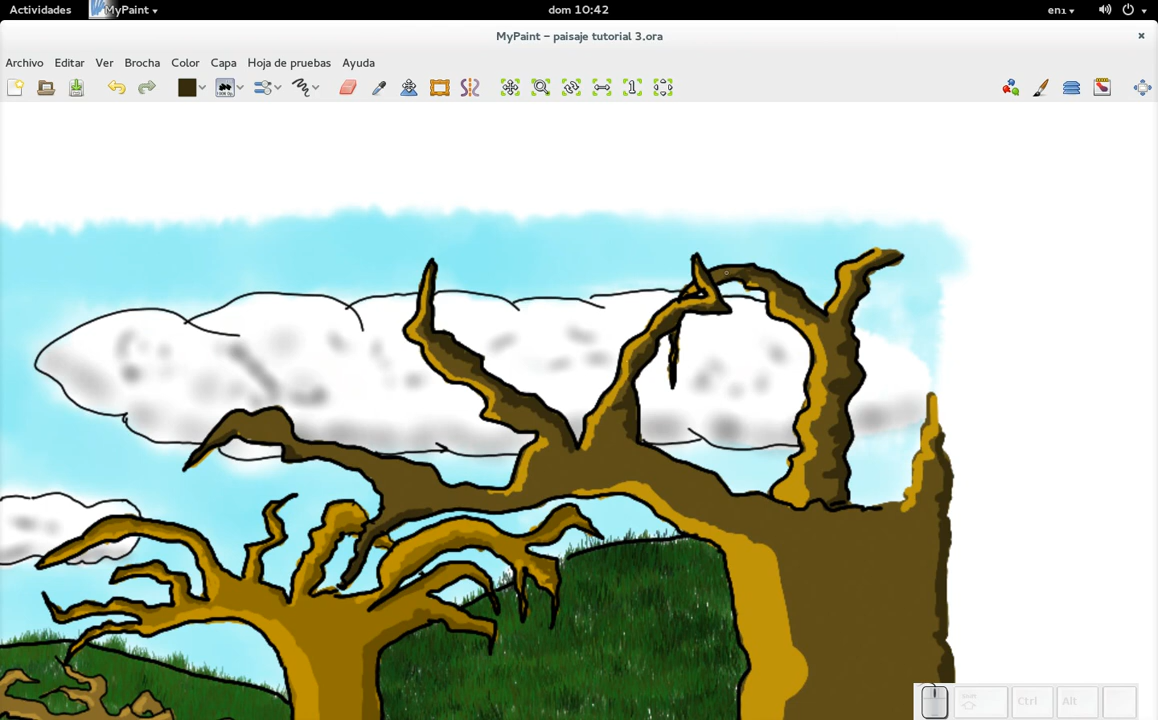 Actividades MyPaint dom 10:42 en₁
MyPaint – paisaje tutorial 3.ora ×
Archivo Editar Ver Brocha Color Capa Hoja de pruebas Ayuda
1
Ctrl Alt